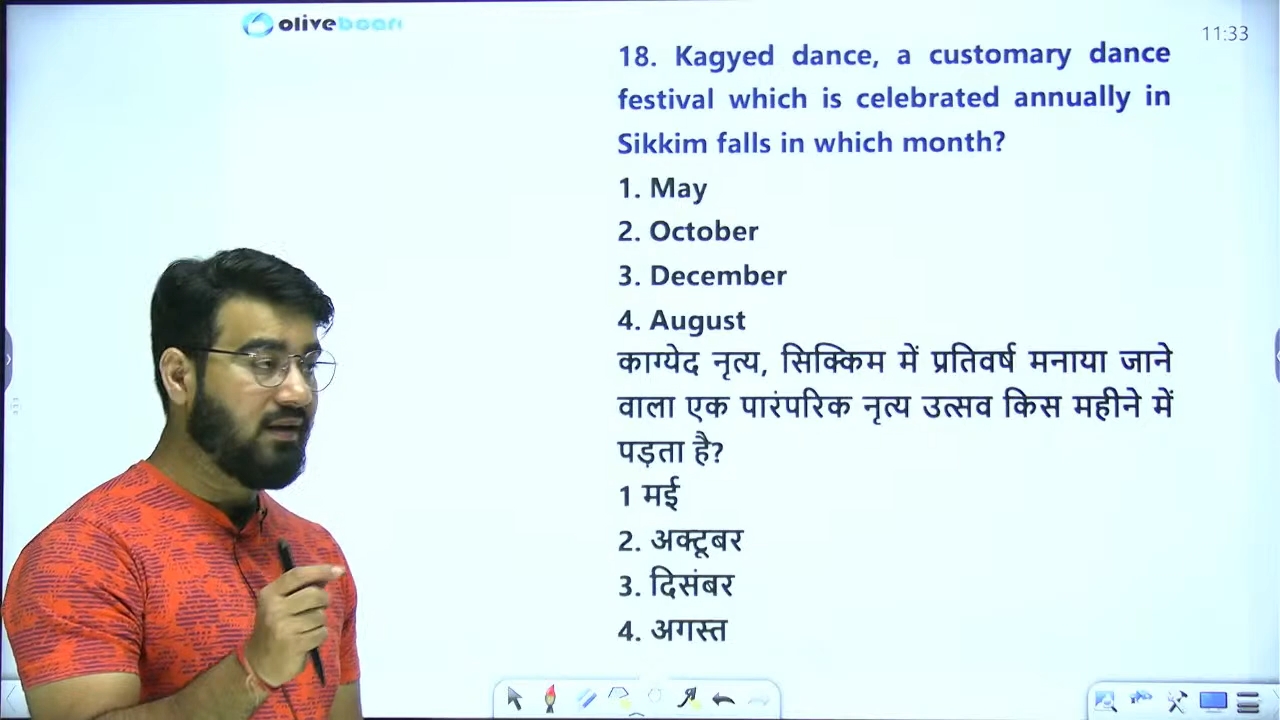 oliveboar
11:33
18. Kagyed dance, a customary dance
festival which is celebrated annually in
Sikkim falls in which month?
1. May
2. October
3. December
4. August
काग्येद नृत्य, सिक्किम में प्रतिवर्ष मनाया जाने
वाला एक पारंपरिक नृत्य उत्सव किस महीने में
पड़ता है?
1 मई
2. अक्टूबर
3. दिसंबर
4. अगस्त